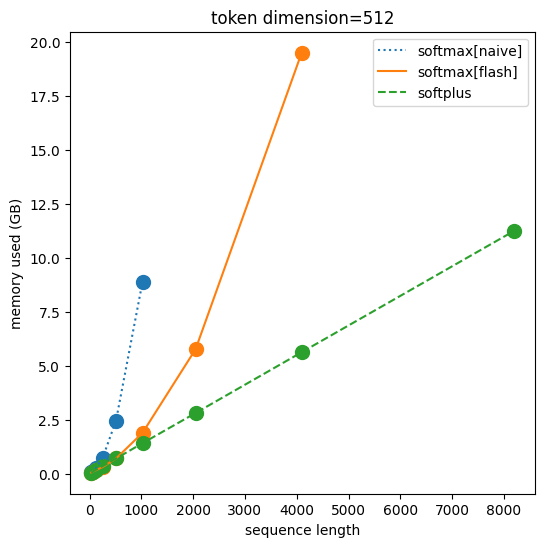 token dimension=512
softmax[naive]
softmax[flash]
softplus
memory used (GB)
20.0
17.5
15.0
12.5
10.0
7.5
5.0
2.5
0.0
0 1000 2000 3000 4000 5000 6000 7000 8000
sequence length